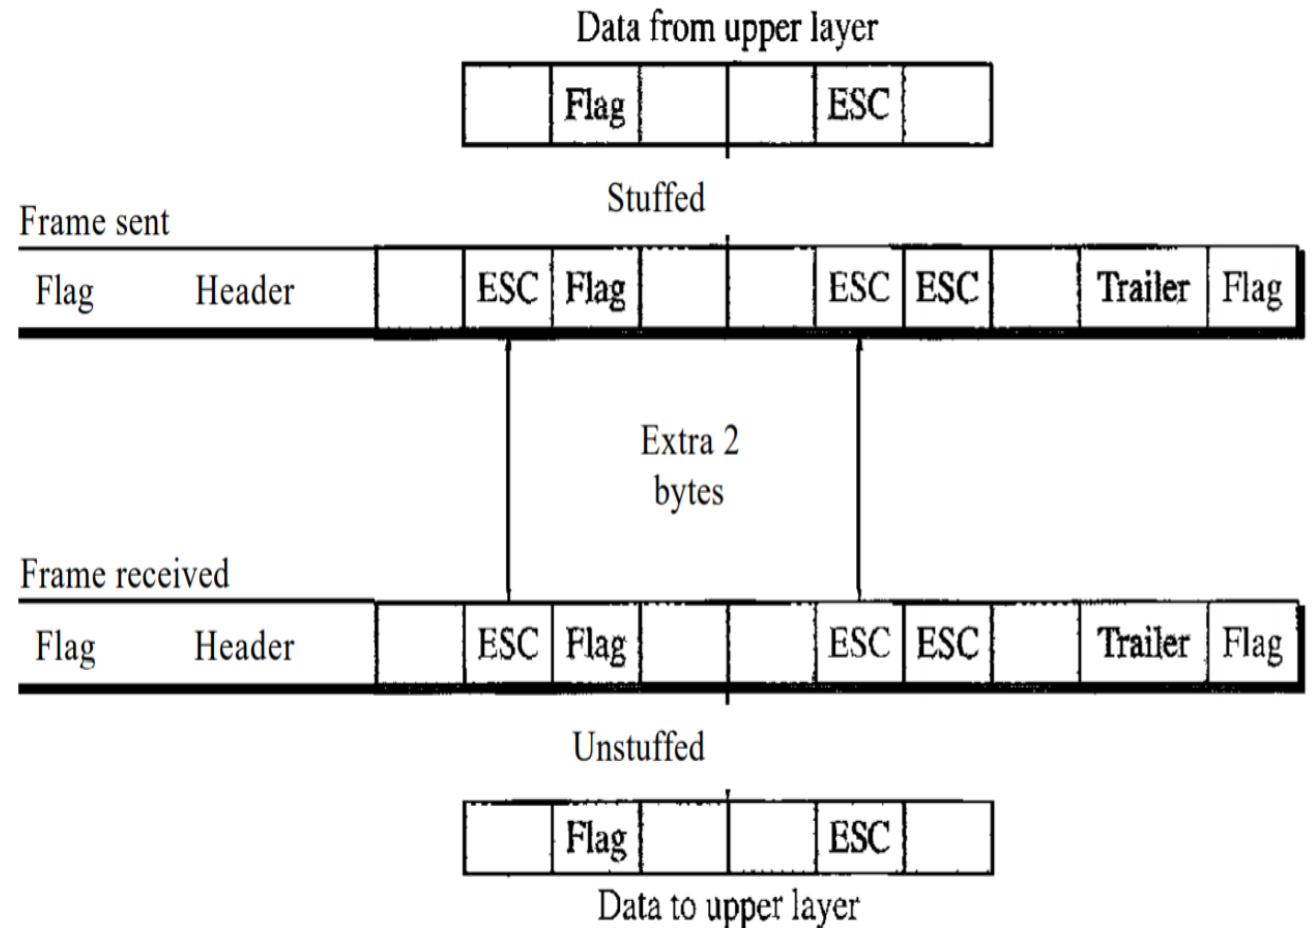 Data from upper layer
Flag ESC
Stuffed
Frame sent
Flag Header ESC Flag ESC ESC Trailer Flag
Extra 2
bytes
Frame received
Flag Header ESC Flag ESC ESC Trailer Flag
Unstuffed
Flag ESC
Data to upper layer